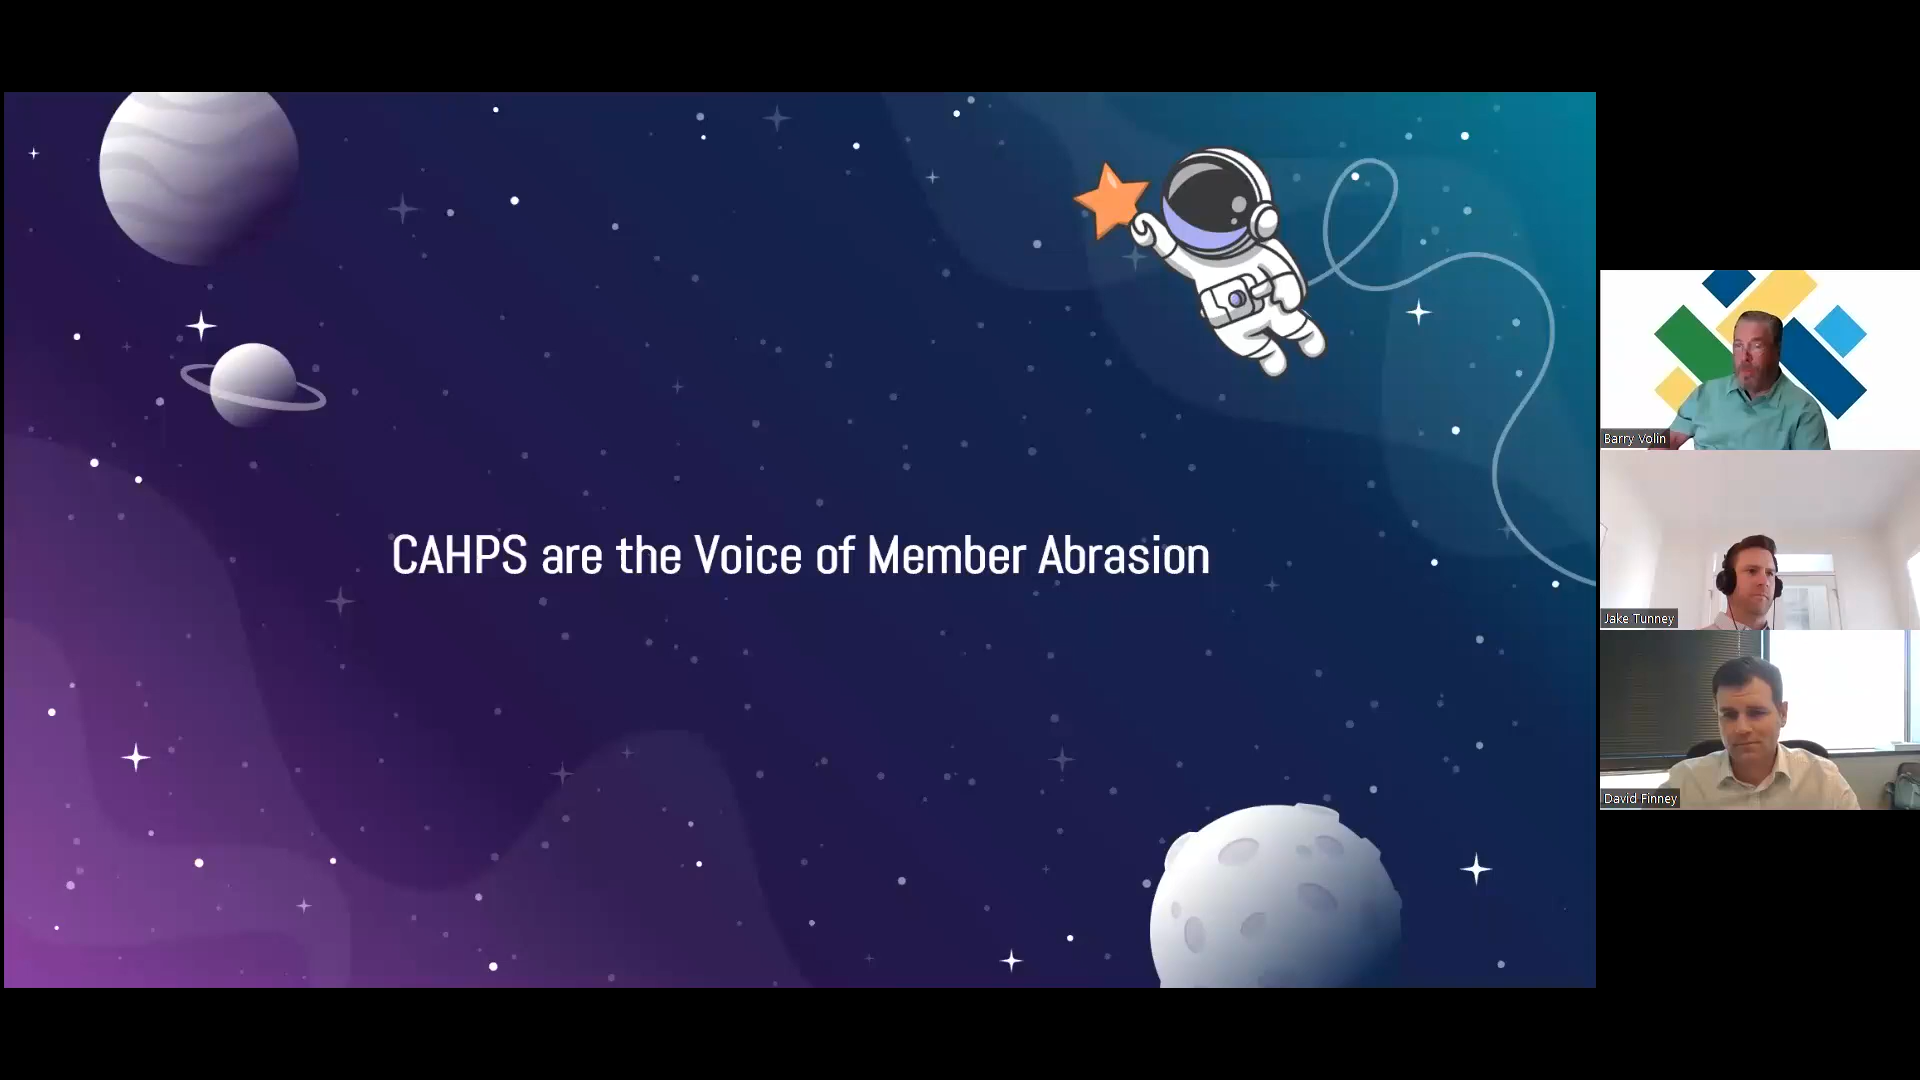 CAHPS are the Voice of Member Abrasion
Barry Volin
Jake Tunney
David Finney